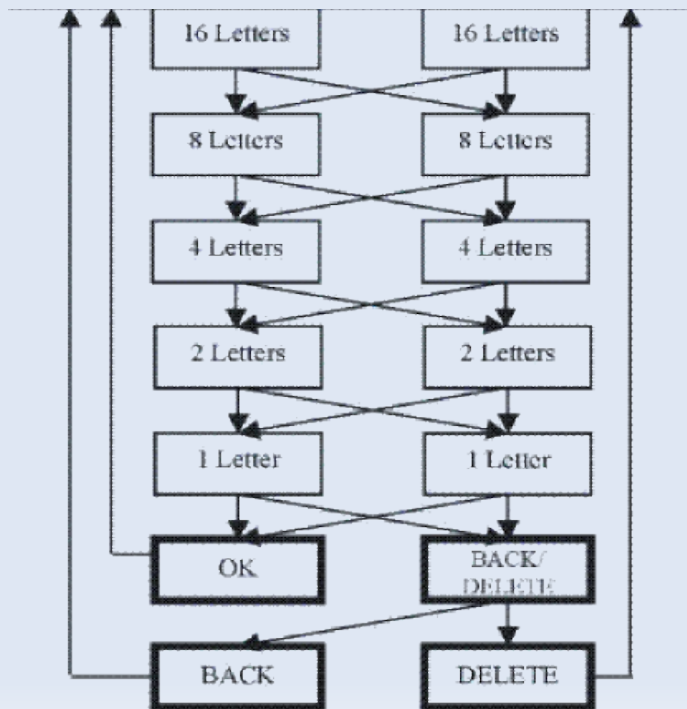 16 Letters
16 Letters
8 Letters
8 Letters
4 Letters
4 Letters
2 Letters
2 Letters
1 Letter
1 Letter
OK
BACK/
DELETE
BACK
DELETE